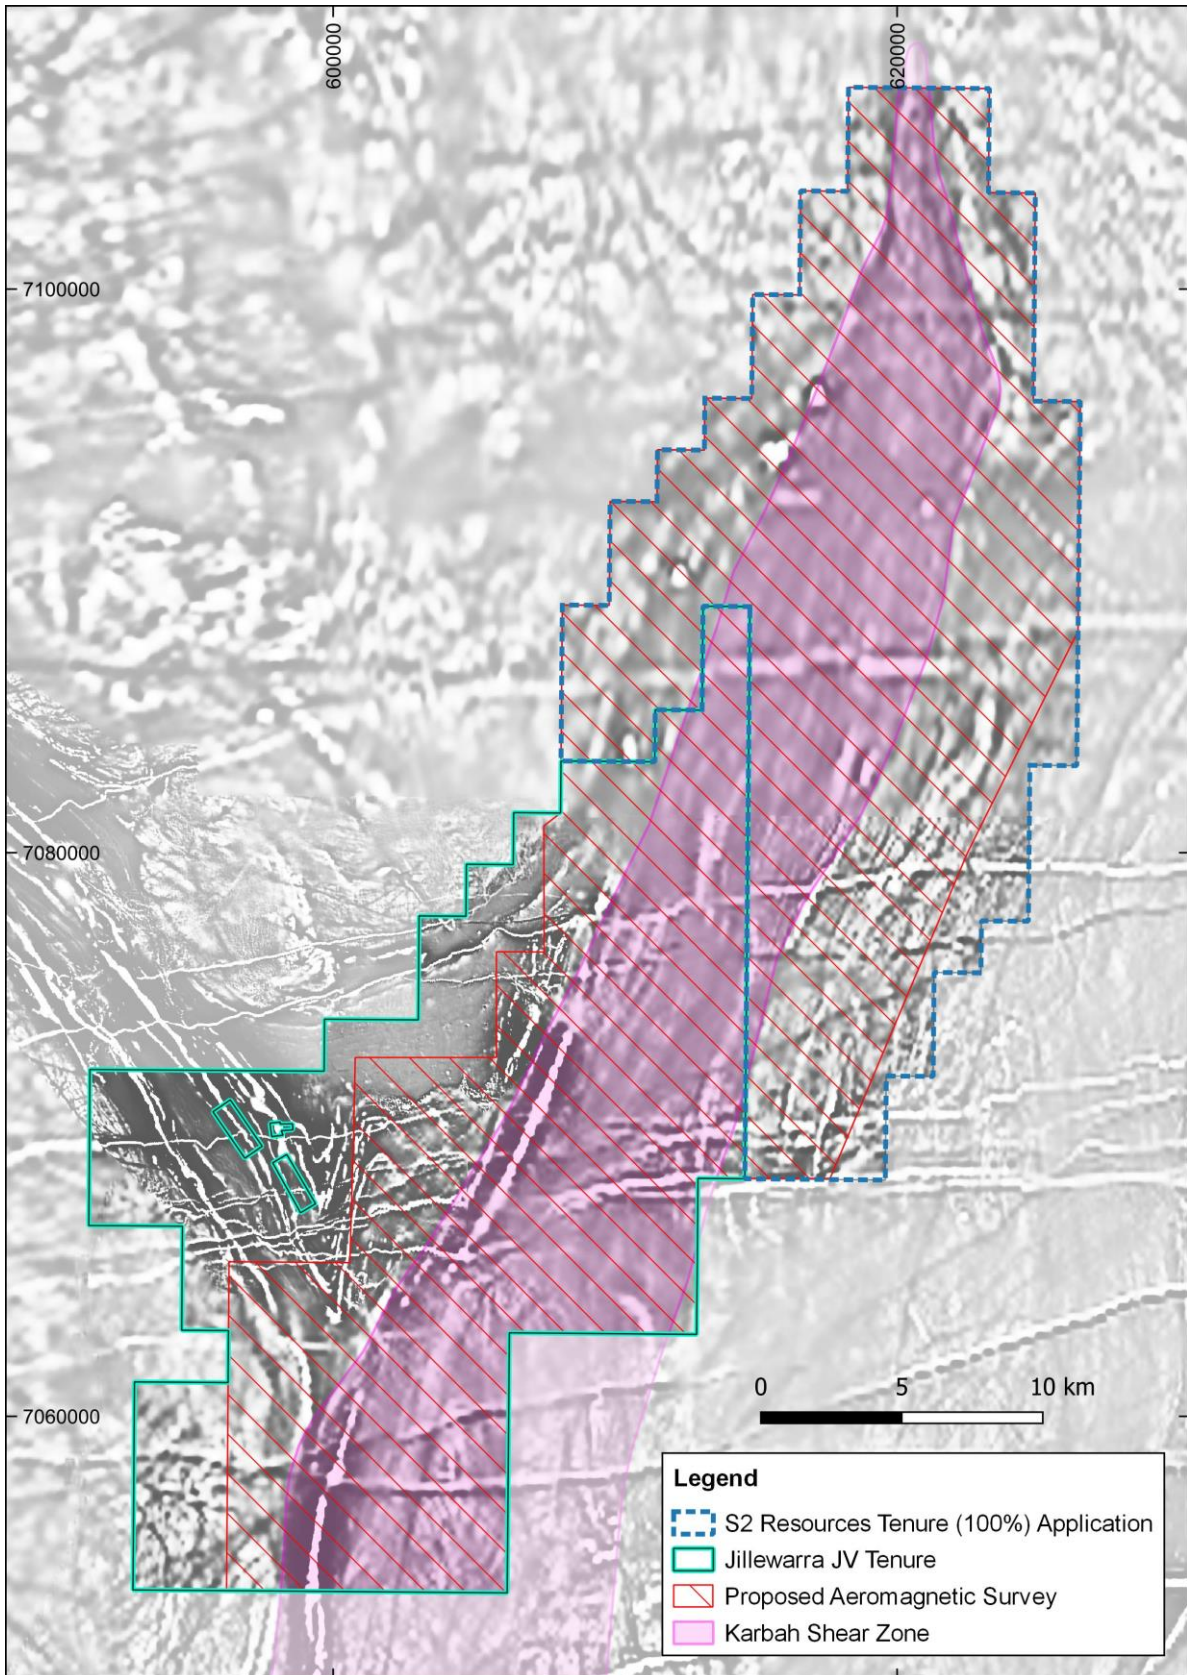 600000
620000
7100000
7080000
7060000
0 5 10 km
Legend
S2 Resources Tenure (100%) Application
Jillewarra JV Tenure
Proposed Aeromagnetic Survey
Karbah Shear Zone